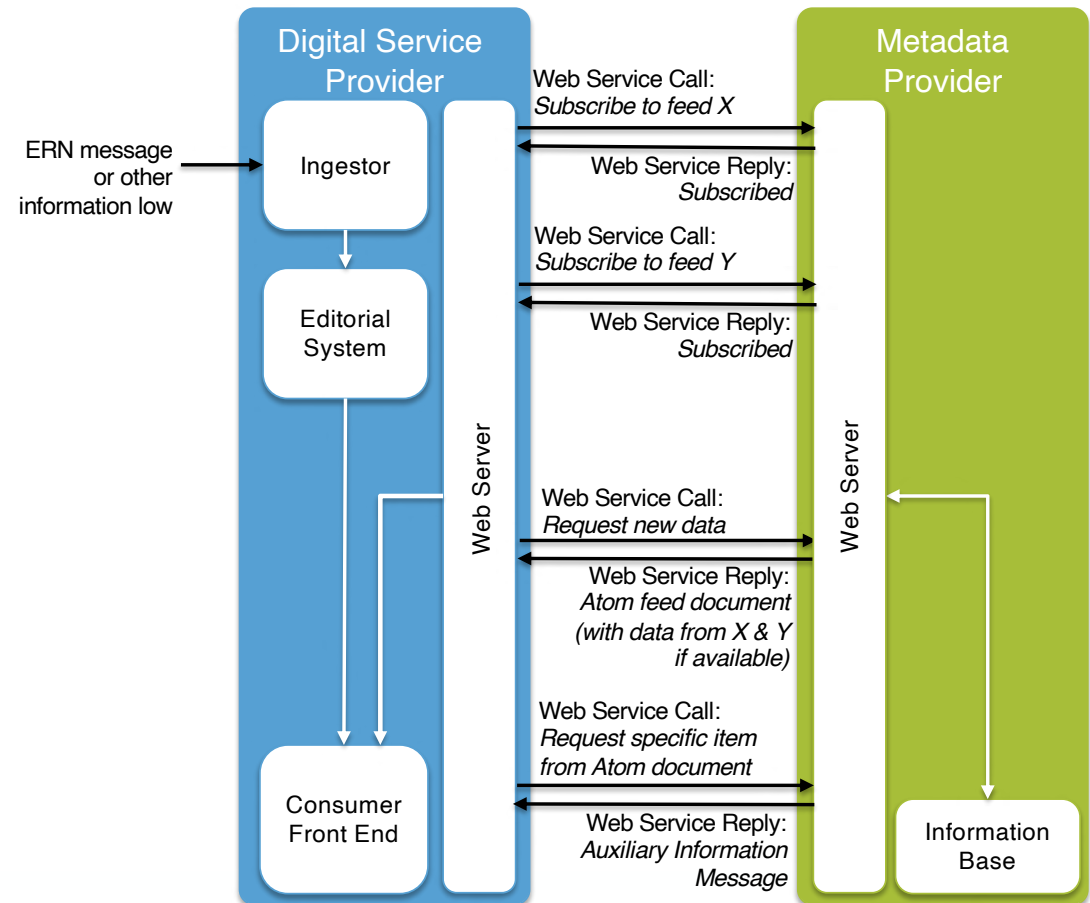 Digital Service
Provider
Metadata
Provider
Web Service Call:
Subscribe to feed X
ERN message
or other
information low
Ingestor
Web Service Reply:
Subscribed
Web Service Call:
Subscribe to feed Y
Editorial
System
Web Service Reply:
Subscribed
Web Server
Web Server
Web Service Call:
Request new data
Web Service Reply:
Atom feed document
(with data from X & Y
if available)
Web Service Call:
Request specific item
from Atom document
Consumer
Front End
Web Service Reply:
Auxiliary Information
Message
Information
Base